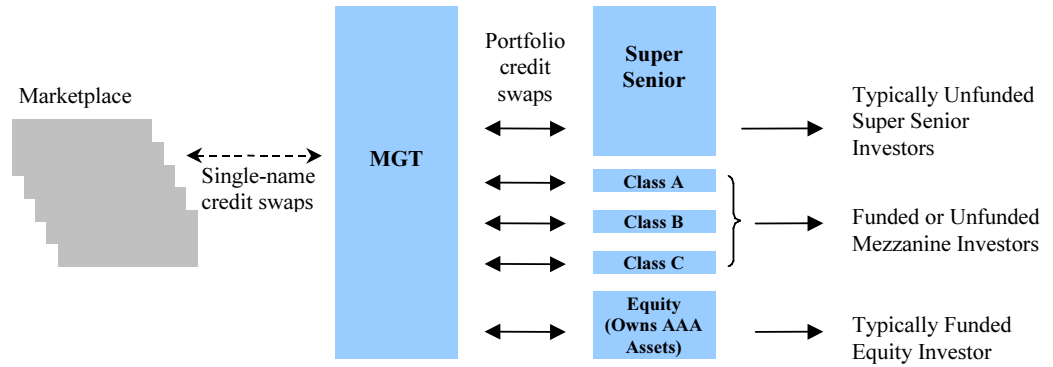 Marketplace
Single-name
credit swaps
MGT
Portfolio
credit
swaps
Super
Senior
Class A
Class B
Class C
Equity
(Owns AAA
Assets)
Typically Unfunded
Super Senior
Investors
Funded or Unfunded
Mezzanine Investors
Typically Funded
Equity Investor